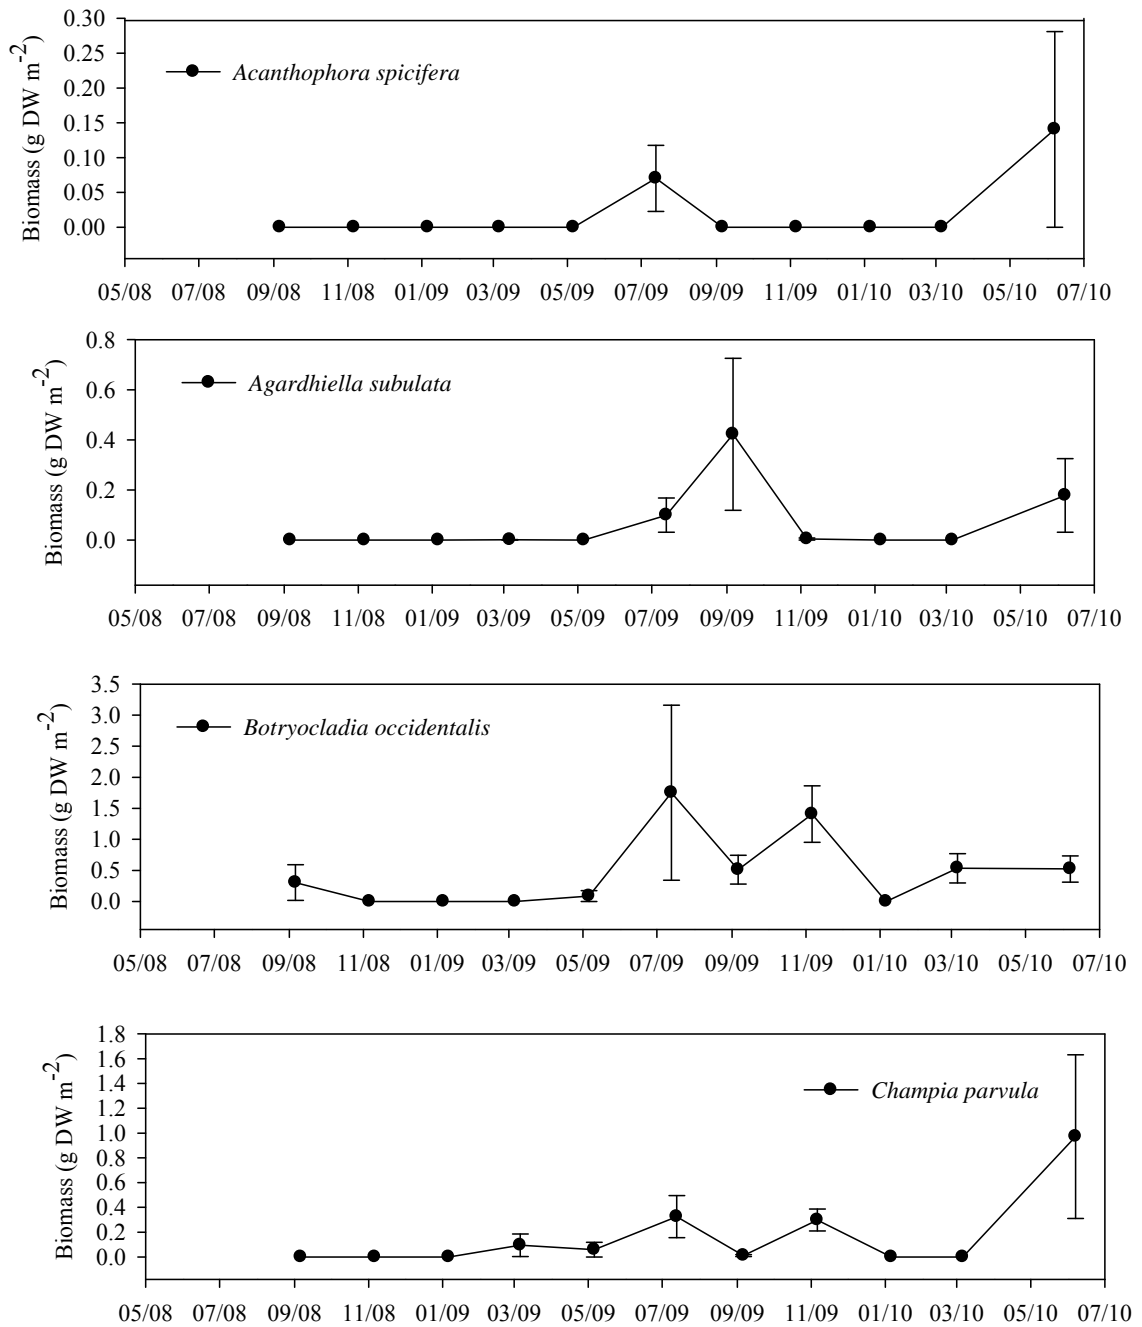 0.30
0.25
0.20
0.15
0.10
0.05
0.00
Biomass (g DW m-2)
Acanthophora spicifera
05/08 07/08 09/08 11/08 01/09 03/09 05/09 07/09 09/09 11/09 01/10 03/10 05/10 07/10
0.8
0.6
0.4
0.2
0.0
Biomass (g DW m-2)
Agardhiella subulata
05/08 07/08 09/08 11/08 01/09 03/09 05/09 07/09 09/09 11/09 01/10 03/10 05/10 07/10
3.5
3.0
2.5
2.0
1.5
1.0
0.5
0.0
Biomass (g DW m-2)
Botryocladia occidentalis
05/08 07/08 09/08 11/08 01/09 03/09 05/09 07/09 09/09 11/09 01/10 03/10 05/10 07/10
1.8
1.6
1.4
1.2
1.0
0.8
0.6
0.4
0.2
0.0
Biomass (g DW m-2)
Champia parvula
05/08 07/08 09/08 11/08 01/09 03/09 05/09 07/09 09/09 11/09 01/10 03/10 05/10 07/10